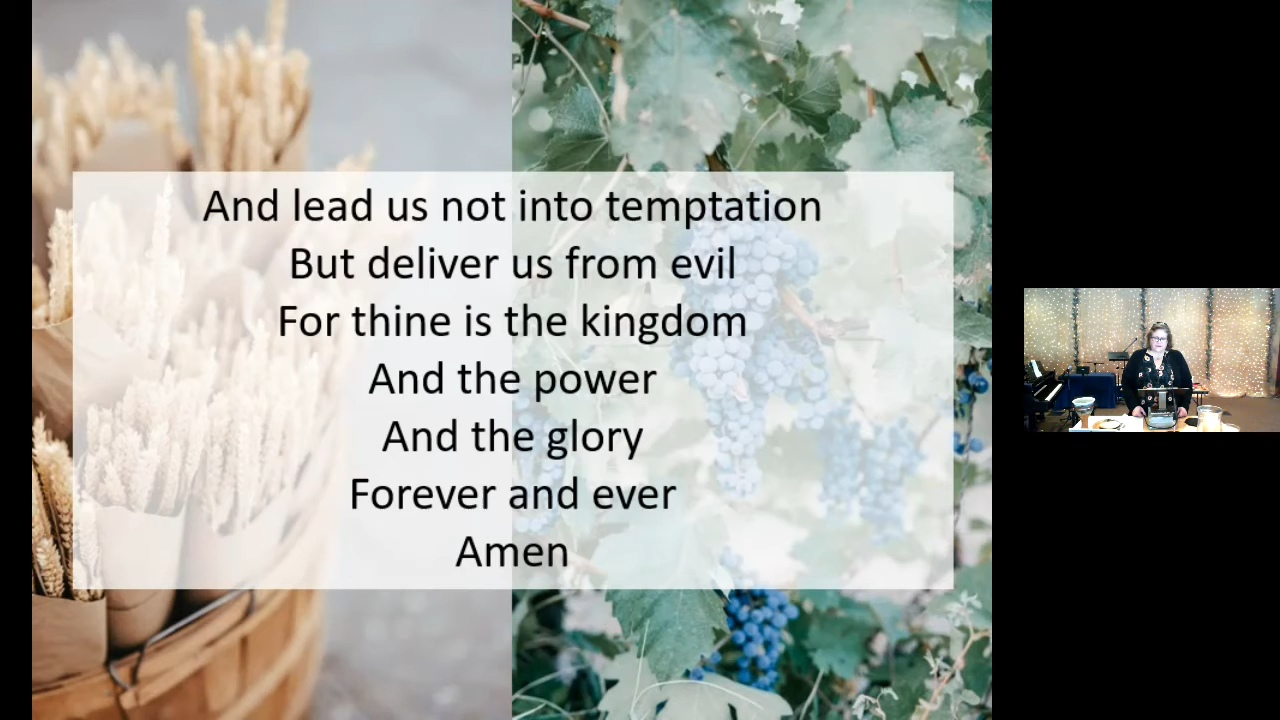 And lead us not into temptation
But deliver us from evil
For thine is the kingdom
And the power
And the glory
Forever and ever
Amen